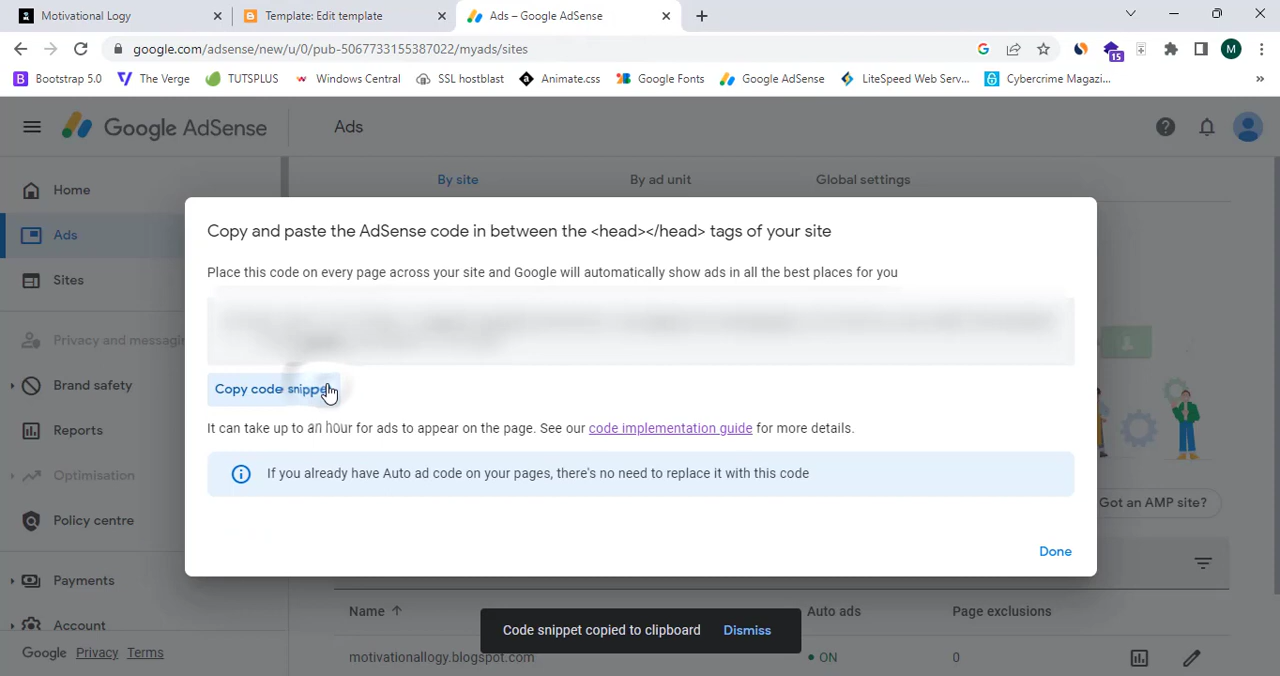 Motivational Logy
Template: Edit template
Ads – Google AdSense
google.com/adsense/new/u/0/pub-5067733155387022/myads/sites
15
M
Bootstrap 5.0
The Verge
TUTSPLUS
Windows Central
SSL hostblast
Animate.css
Google Fonts
Google AdSense
LiteSpeed Web Serv...
Cybercrime Magazi...
»
Google AdSense
Ads
Home
By site
By ad unit
Global settings
Ads
Sites
Copy and paste the AdSense code in between the <head></head> tags of your site
Place this code on every page across your site and Google will automatically show ads in all the best places for you
Privacy and messagin
Brand safety
Copy code snippe
Reports
It can take up to an hour for ads to appear on the page. See our code implementation guide for more details.
Optimisation
If you already have Auto ad code on your pages, there's no need to replace it with this code
Got an AMP site?
Policy centre
Done
Payments
Account
Name
Auto ads
Page exclusions
Code snippet copied to clipboard
Dismiss
Google
Privacy
Terms
motivationallogy.blogspot.com
ON
0